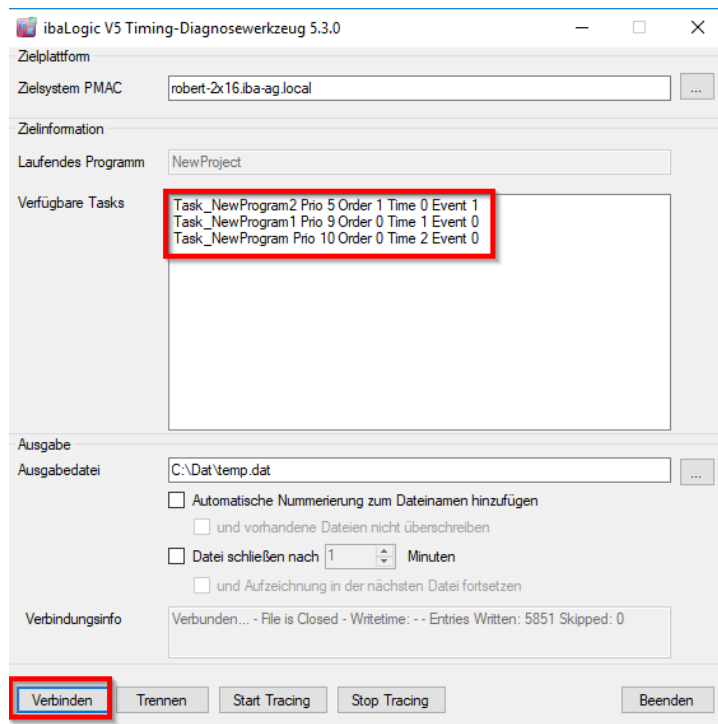 ibaLogic V5 Timing-Diagnosewerkzeug 5.3.0
Zielplattform
Zielsystem PMAC robert-2x16.iba-ag.local ...
Zielinformation
Laufendes Programm NewProject
Verfügbare Tasks Task_NewProgram2 Prio 5 Order 1 Time 0 Event 1
Task_NewProgram1 Prio 9 Order 0 Time 1 Event 0
Task_NewProgram Prio 10 Order 0 Time 2 Event 0
Ausgabe
Ausgabedatei C:\Dat\temp.dat ...
Automatische Nummerierung zum Dateinamen hinzufügen
und vorhandene Dateien nicht überschreiben
Datei schließen nach 1 Minuten
und Aufzeichnung in der nächsten Datei fortsetzen
Verbindungsinfo Verbunden... - File is Closed - Writetime: - - Entries Written: 5851 Skipped: 0
Verbinden Trennen Start Tracing Stop Tracing Beenden